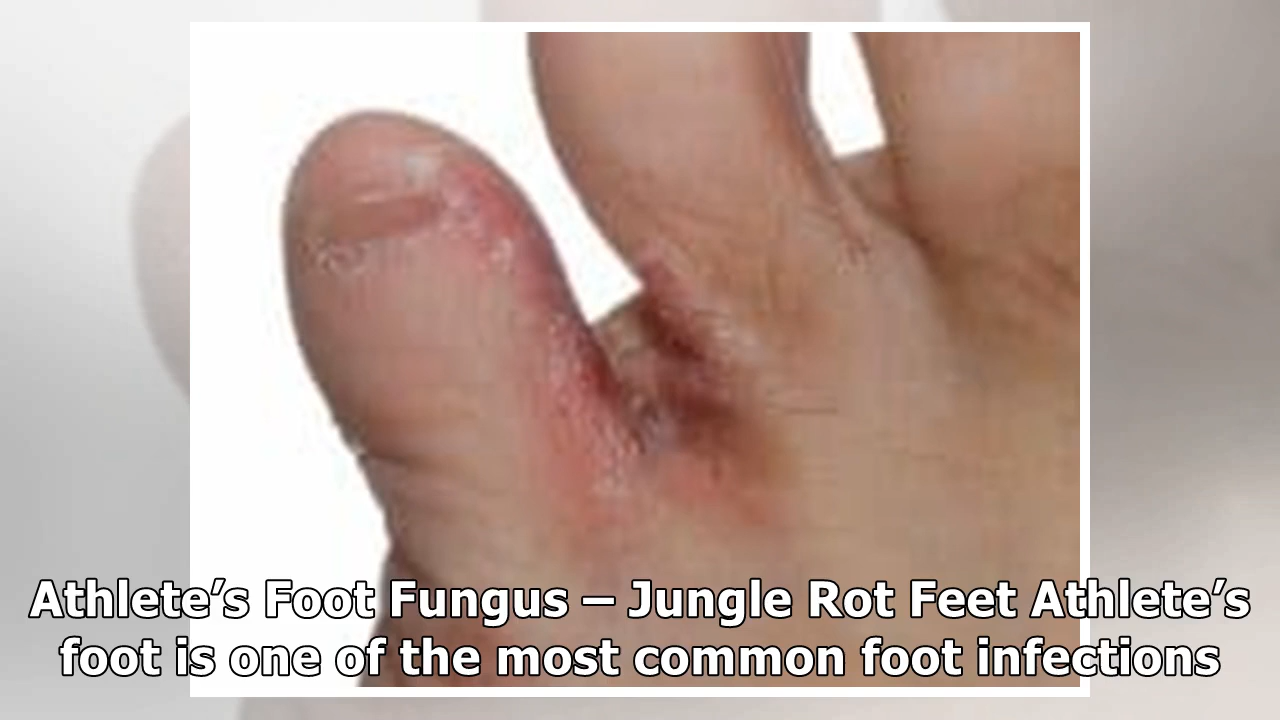 Athlete’s Foot Fungus – Jungle Rot Feet Athlete’s
foot is one of the most common foot infections